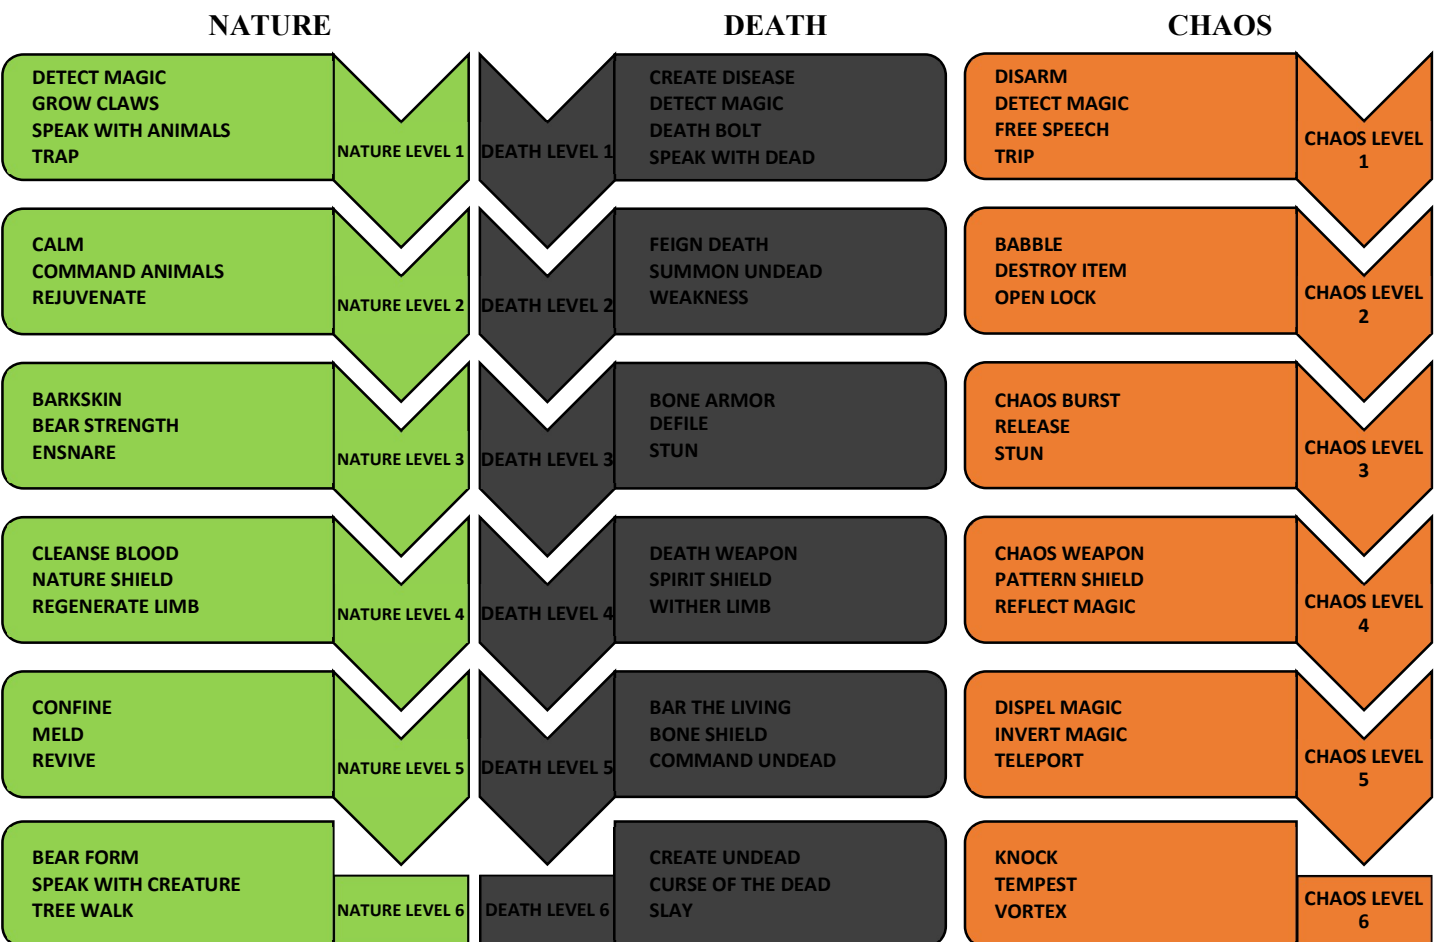 NATURE
DETECT MAGIC
GROW CLAWS
SPEAK WITH ANIMALS
TRAP
NATURE LEVEL 1
CALM
COMMAND ANIMALS
REJUVENATE
NATURE LEVEL 2
BARKSKIN
BEAR STRENGTH
ENSNARE
NATURE LEVEL 3
CLEANSE BLOOD
NATURE SHIELD
REGENERATE LIMB
NATURE LEVEL 4
CONFINE
MELD
REVIVE
NATURE LEVEL 5
BEAR FORM
SPEAK WITH CREATURE
TREE WALK
NATURE LEVEL 6
DEATH
DEATH LEVEL 1
CREATE DISEASE
DETECT MAGIC
DEATH BOLT
SPEAK WITH DEAD
DEATH LEVEL 2
FEIGN DEATH
SUMMON UNDEAD
WEAKNESS
DEATH LEVEL 3
BONE ARMOR
DEFILE
STUN
DEATH LEVEL 4
DEATH WEAPON
SPIRIT SHIELD
WITHER LIMB
DEATH LEVEL 5
BAR THE LIVING
BONE SHIELD
COMMAND UNDEAD
DEATH LEVEL 6
CREATE UNDEAD
CURSE OF THE DEAD
SLAY
CHAOS
DISARM
DETECT MAGIC
FREE SPEECH
TRIP
CHAOS LEVEL
1
BABBLE
DESTROY ITEM
OPEN LOCK
CHAOS LEVEL
2
CHAOS BURST
RELEASE
STUN
CHAOS LEVEL
3
CHAOS WEAPON
PATTERN SHIELD
REFLECT MAGIC
CHAOS LEVEL
4
DISPEL MAGIC
INVERT MAGIC
TELEPORT
CHAOS LEVEL
5
KNOCK
TEMPEST
VORTEX
CHAOS LEVEL
6